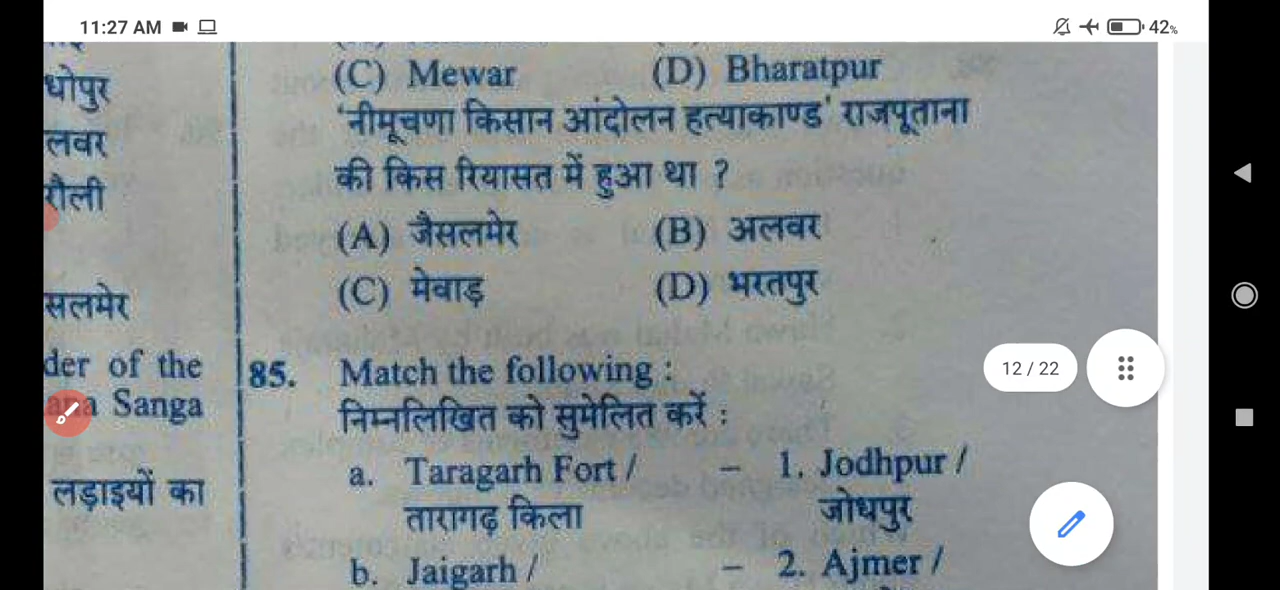 11:27 AM
42%
धोपुर
लवर
रौली
सलमेर
der of the
ana Sanga
लड़ाइयों का
(C) Mewar (D) Bharatpur
'नीमूचणा किसान आंदोलन हत्याकाण्ड' राजपूताना
की किस रियासत में हुआ था ?
(A) जैसलमेर (B) अलवर
(C) मेवाड़ (D) भरतपुर
85. Match the following :
निम्नलिखित को सुमेलित करें :
a. Taragarh Fort / – 1. Jodhpur /
तारागढ़ किला जोधपुर
b. Jaigarh / – 2. Ajmer /
12 / 22